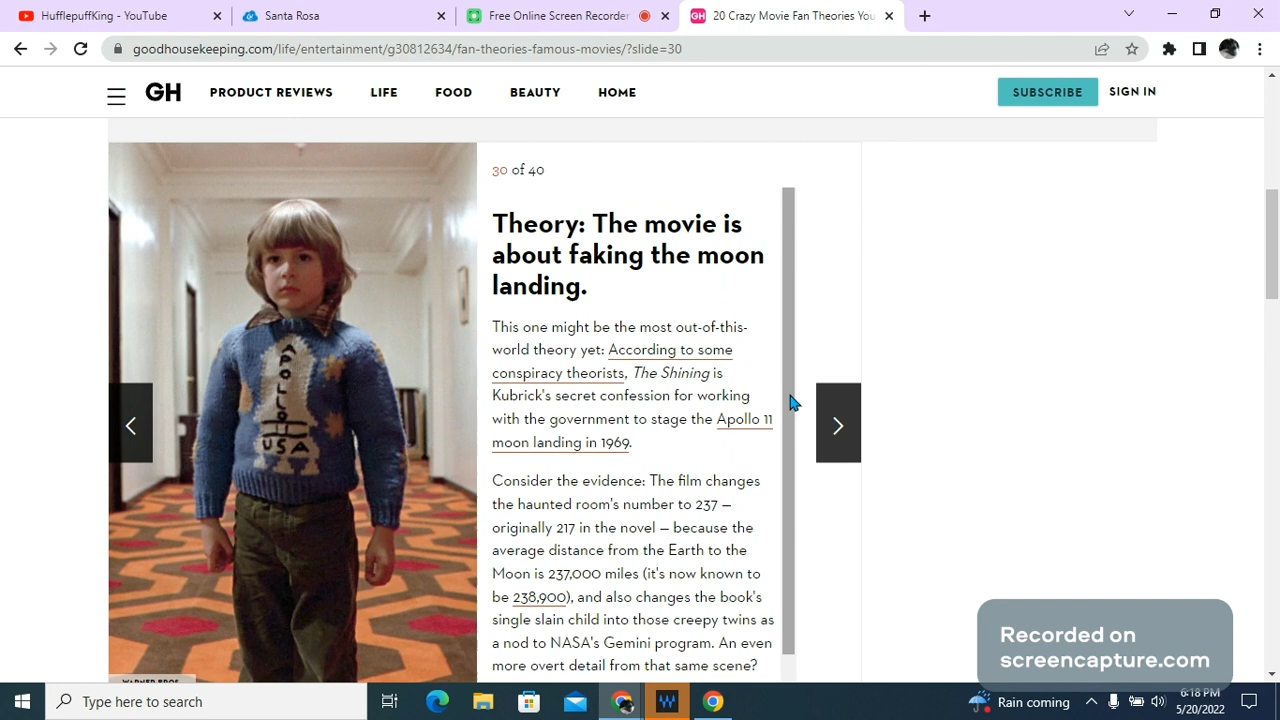 HufflepuffKing - YouTube
Santa Rosa
Free Online Screen Recorder
GH
20 Crazy Movie Fan Theories You
goodhousekeeping.com/life/entertainment/g30812634/fan-theories-famous-movies/?slide=30
GH
PRODUCT REVIEWS
LIFE
FOOD
BEAUTY
HOME
SUBSCRIBE
SIGN IN
APOLLO 11
USA
30 of 40
Theory: The movie is
about faking the moon
landing.
This one might be the most out-of-this-
world theory yet: According to some
conspiracy theorists, The Shining is
Kubrick's secret confession for working
with the government to stage the Apollo 11
moon landing in 1969.
Consider the evidence: The film changes
the haunted room's number to 237 —
originally 217 in the novel — because the
average distance from the Earth to the
Moon is 237,000 miles (it's now known to
be 238,900), and also changes the book's
single slain child into those creepy twins as
a nod to NASA's Gemini program. An even
more overt detail from that same scene?
WARNER BROS
Recorded on
screencapture.com
Type here to search
Rain coming
6:18 PM
5/20/2022